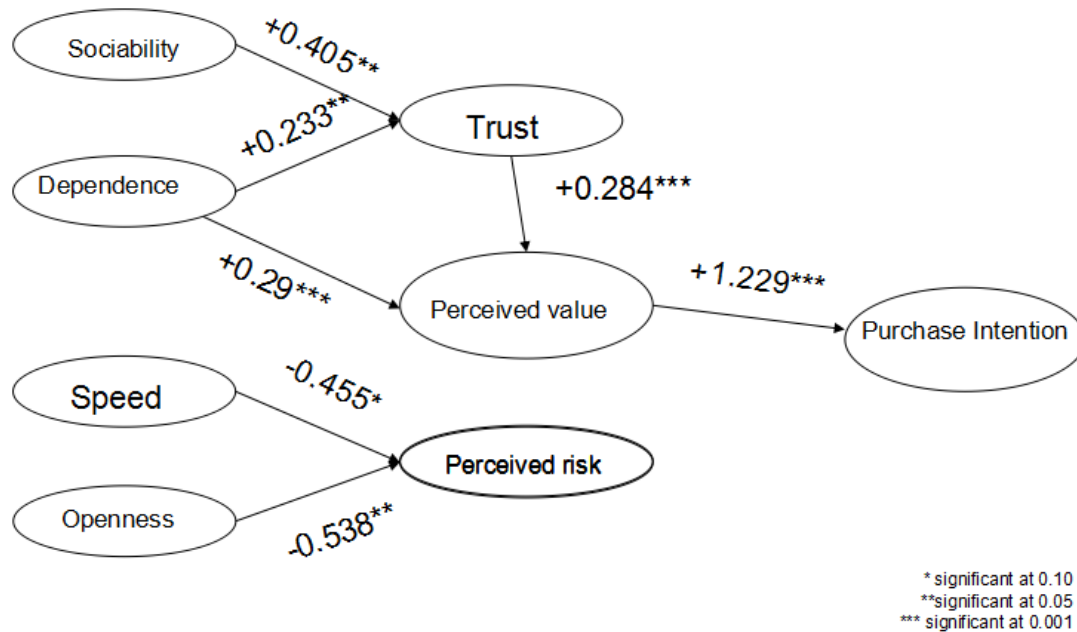 Sociability
+0.405**
Trust
+0.233**
Dependence
+0.284***
+0.29***
Perceived value
+1.229***
Purchase Intention
Speed
-0.455*
Perceived risk
Openness
-0.538**
* significant at 0.10
**significant at 0.05
*** significant at 0.001